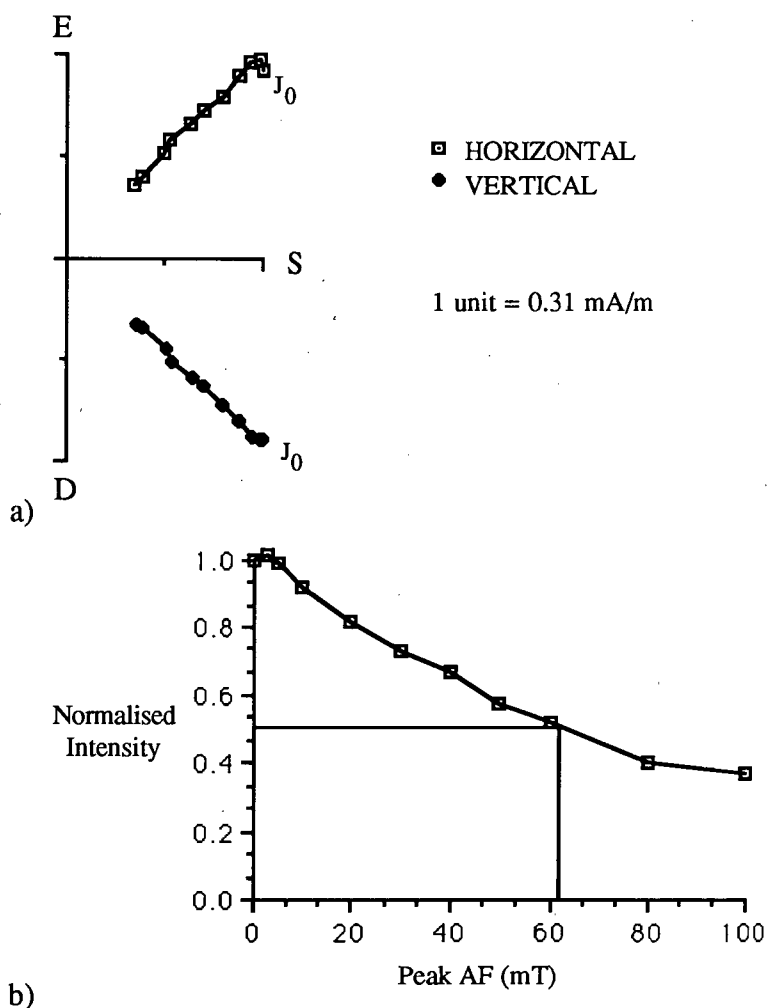 E
J0
HORIZONTAL
VERTICAL
S
1 unit = 0.31 mA/m
J0
D
a)
1.0
0.8
0.6
Normalised
Intensity
0.4
0.2
0.0
0 20 40 60 80 100
Peak AF (mT)
b)